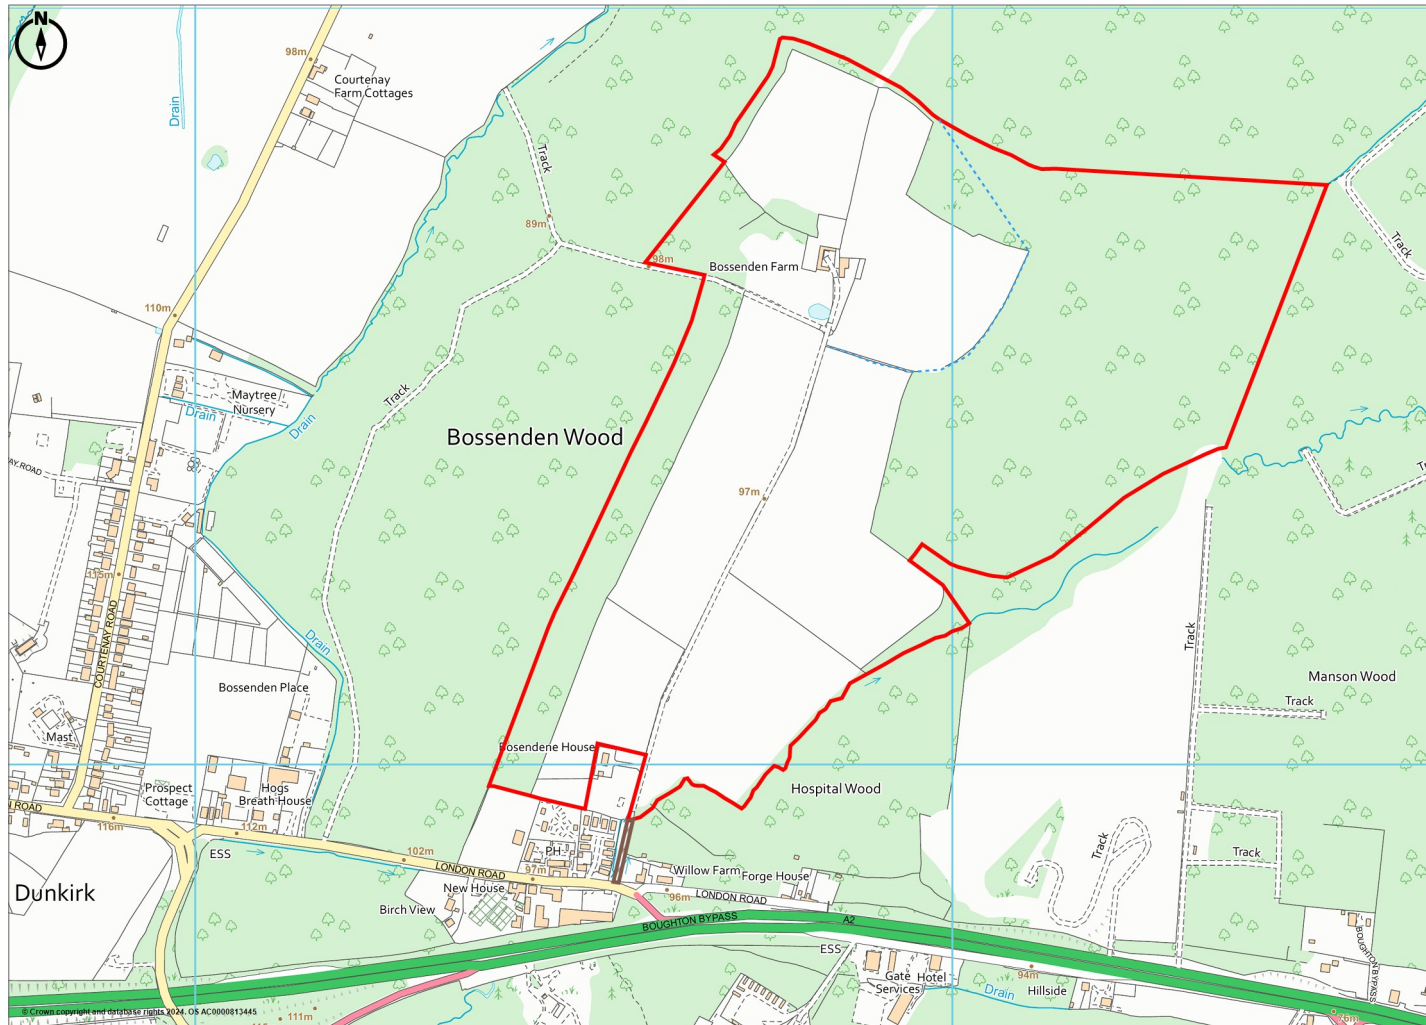 N
98m
Courtenay
Farm Cottages
Drain
Track
89m
98m
Bossenden Farm
Track
110m
Maytree
Nursery
Drain
Drain
Track
Bossenden Wood
97m
115m
COURTENAY ROAD
Drain
Track
Bossenden Place
Manson Wood
Track
Mast
Bosendene House
Prospect
Cottage
Hogs
Breath House
Hospital Wood
116m
112m
ESS
102m
LONDON ROAD
PH
97m
New House
Willow Farm
Forge House
Track
Track
Dunkirk
Birch View
96m
LONDON ROAD
BOUGHTON BYPASS
A2
ESS
BOUGHTON BYPASS
Gate
Services
Hotel
94m
Drain
Hillside
76m
111m
© Crown copyright and database rights 2024. OS AC0000813445